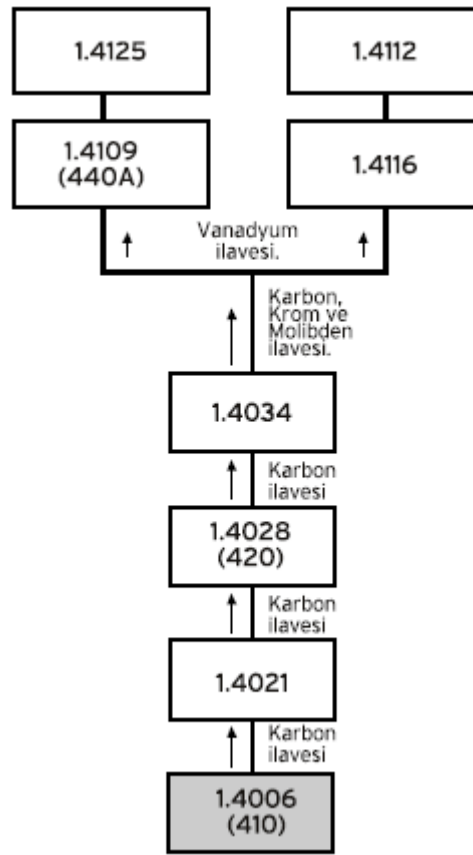 1.4125
1.4112
1.4109
(440A)
1.4116
Vanadyum
ilavesi.
Karbon,
Krom ve
Molibden
ilavesi.
1.4034
Karbon
ilavesi
1.4028
(420)
Karbon
ilavesi
1.4021
Karbon
ilavesi
1.4006
(410)